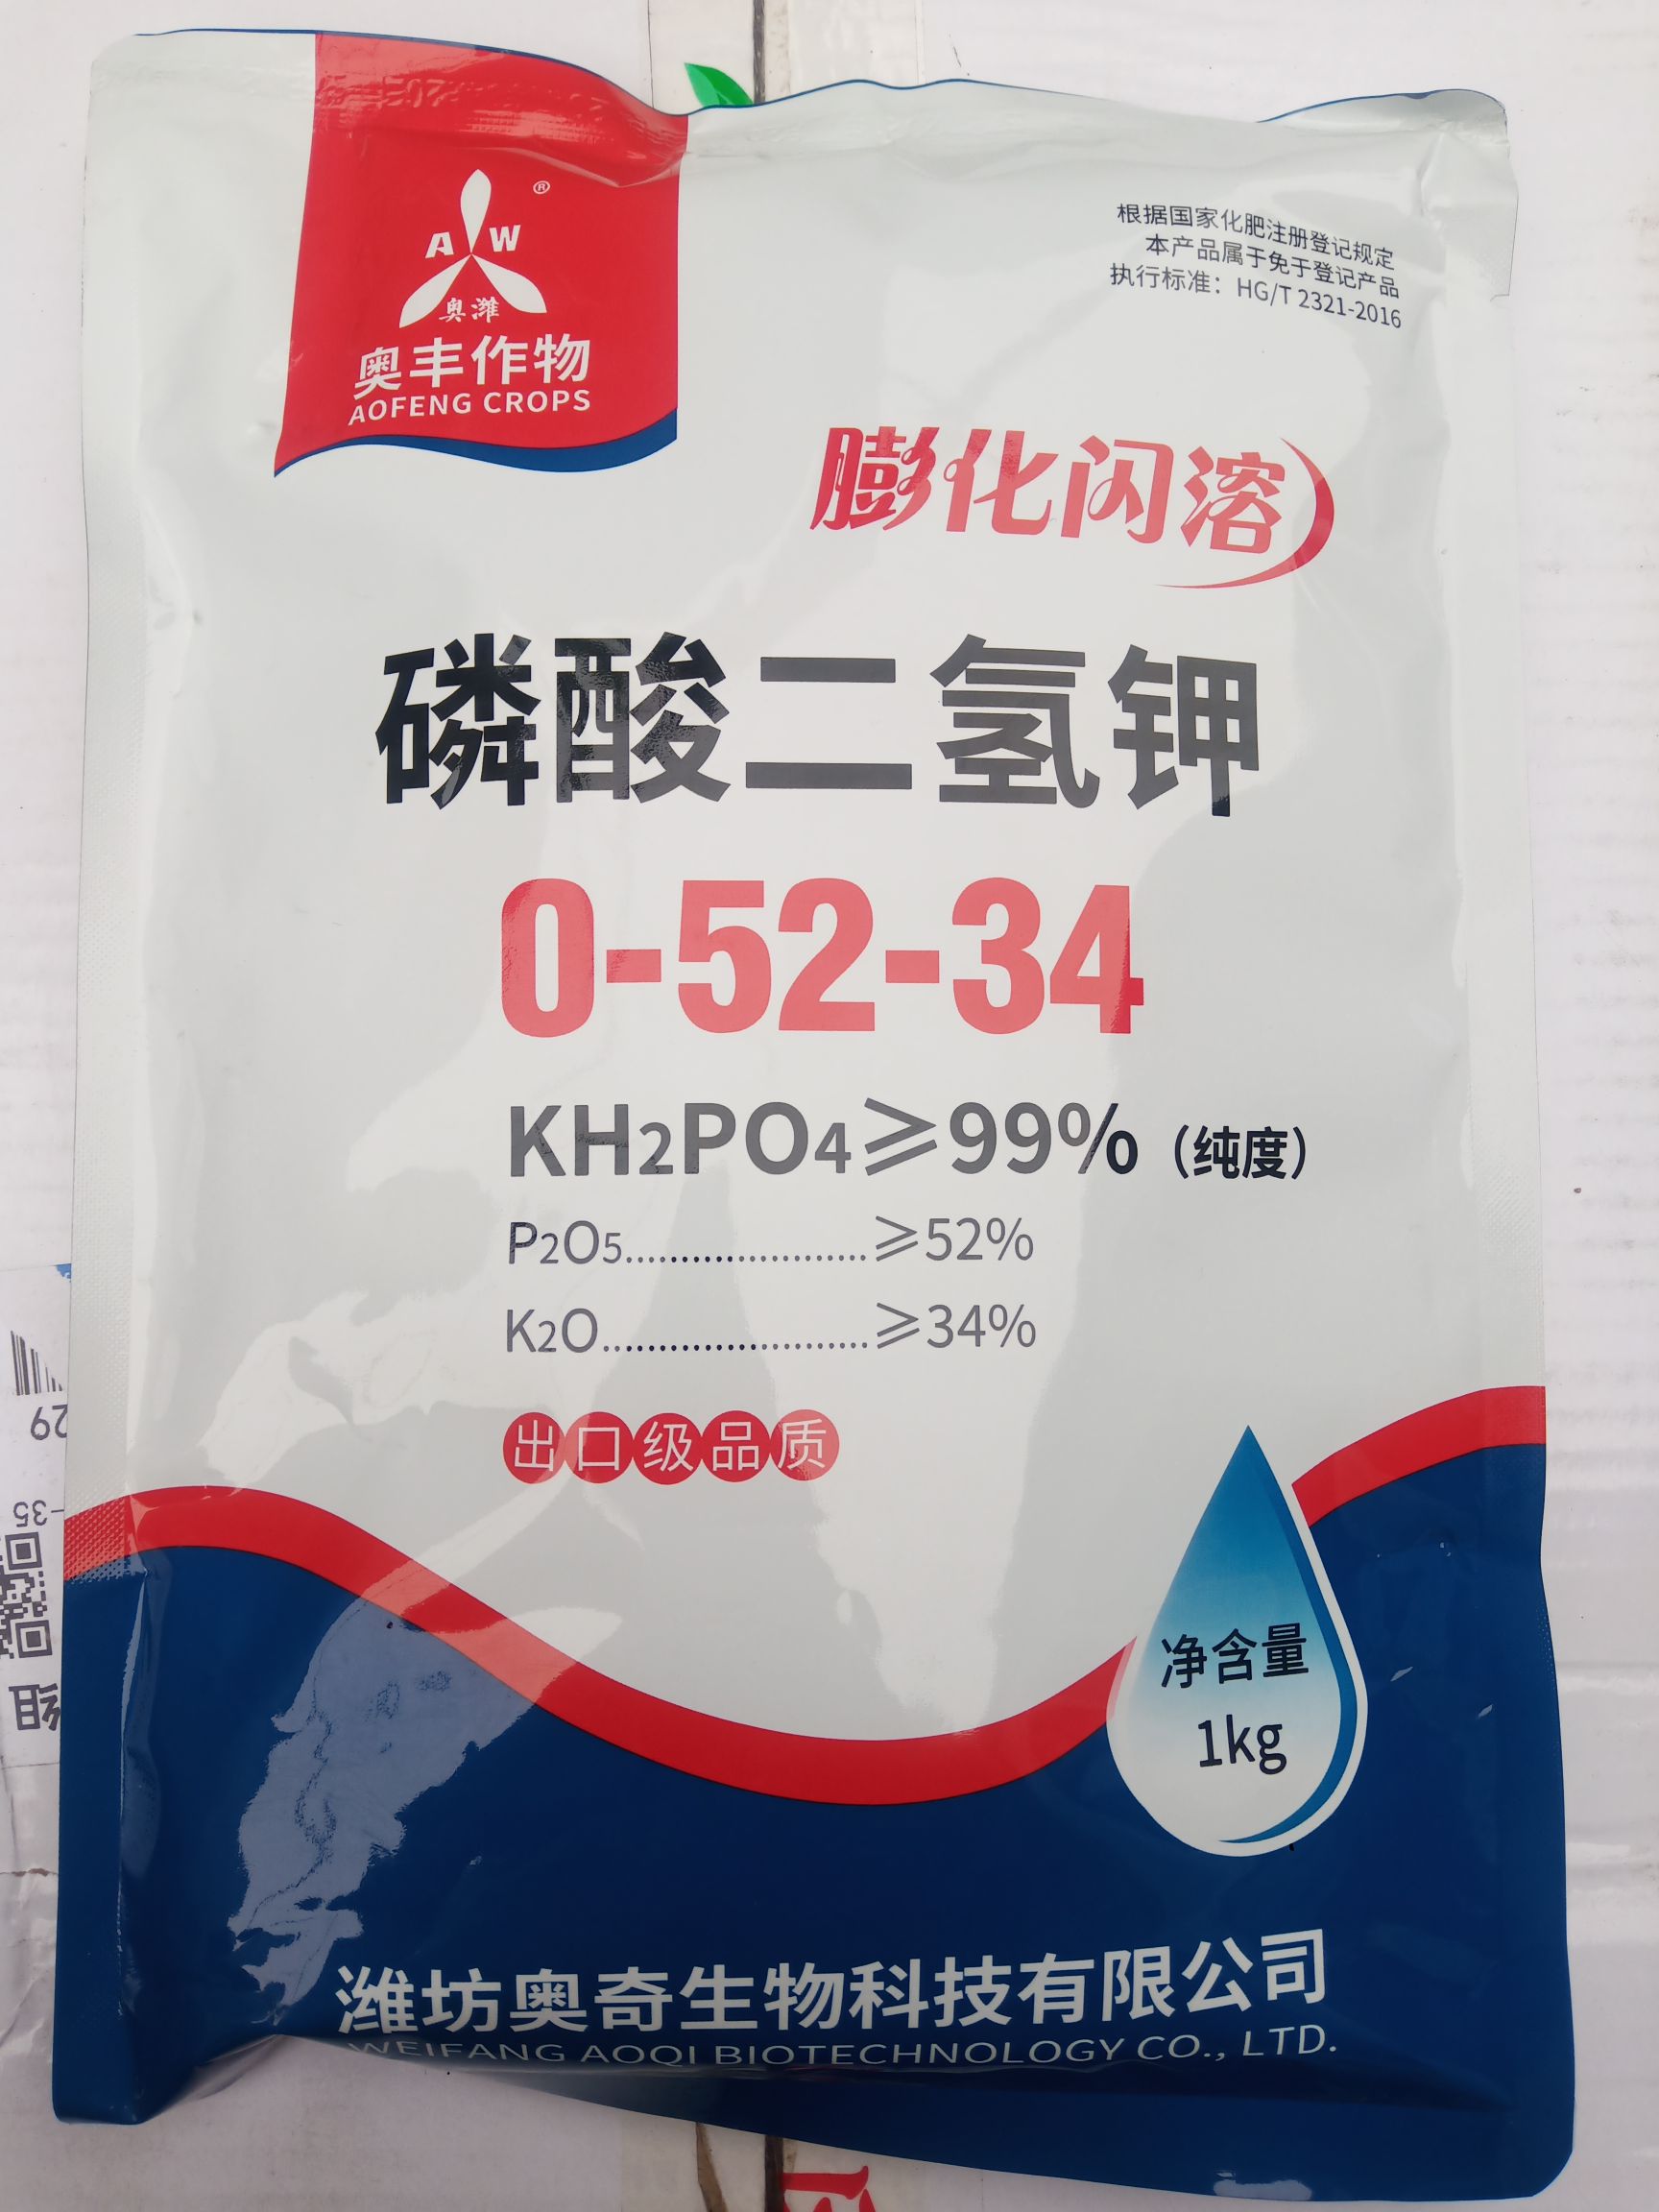 A W ®
奥潍
奥丰作物
AOFENG CROPS
根据国家化肥注册登记规定
本产品属于免于登记产品
执行标准：HG/T 2321-2016
膨化闪溶
磷酸二氢钾
0-52-34
KH2PO4≥99%（纯度）
P2O5......................≥52%
K2O........................≥34%
出口级品质
净含量
1kg
潍坊奥奇生物科技有限公司
WEIFANG AOQI BIOTECHNOLOGY CO., LTD.
29
-35